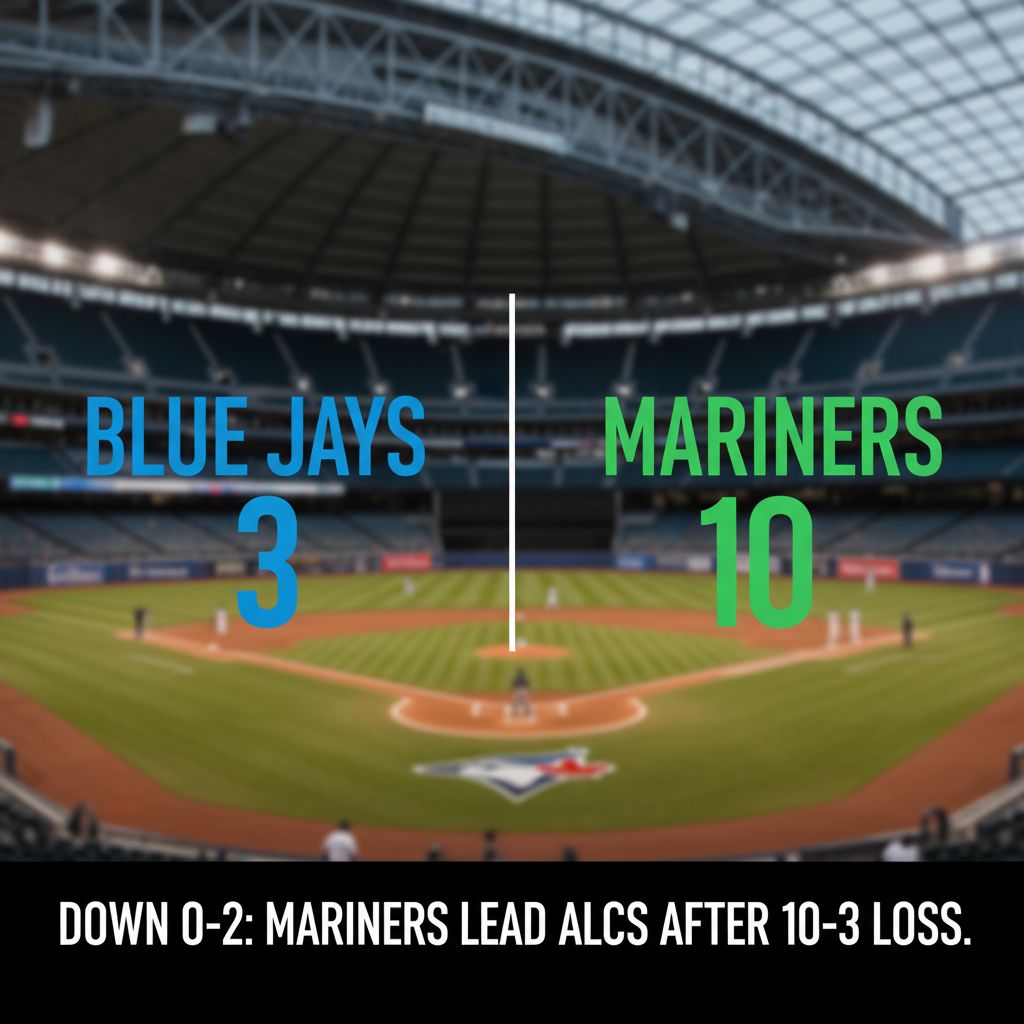 BLUE JAYS
3
MARINERS
10
DOWN 0-2: MARINERS LEAD ALCS AFTER 10-3 LOSS.